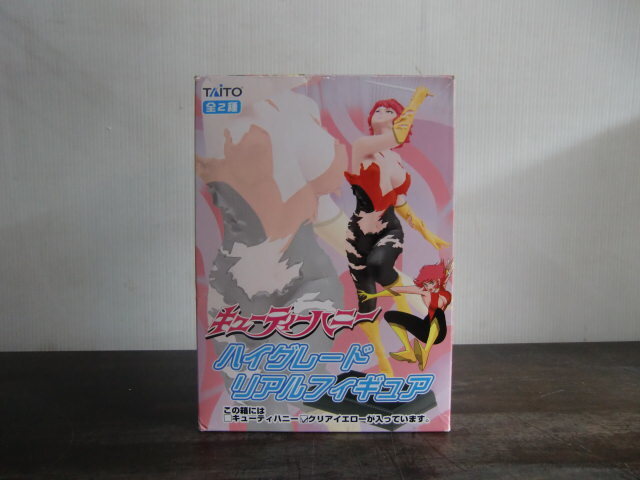 TAITO
全2種
キューティーハニー
ハイグレード
リアルフィギュア
この箱には
□キューティハニー☑クリアイエローが入っています。